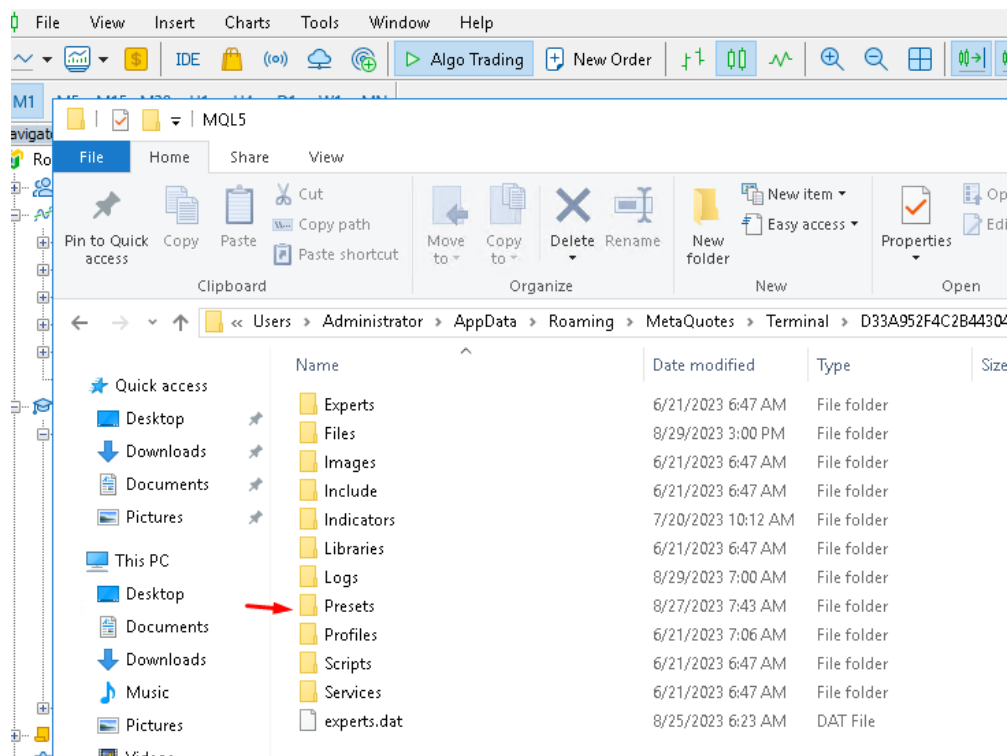 File View Insert Charts Tools Window Help
IDE Algo Trading New Order
M1
MQL5
Ro
File Home Share View
Pin to Quick access
Copy
Paste
Cut
Copy path
Paste shortcut
Move to
Copy to
Delete
Rename
New folder
New item
Easy access
Properties
Op
Edi
Clipboard Organize New Open
« Users > Administrator > AppData > Roaming > MetaQuotes > Terminal > D33A952F4C2B44304
Name Date modified Type Size
Quick access
Desktop
Downloads
Documents
Pictures
This PC
Desktop
Documents
Downloads
Music
Pictures
Experts 6/21/2023 6:47 AM File folder
Files 8/29/2023 3:00 PM File folder
Images 6/21/2023 6:47 AM File folder
Include 6/21/2023 6:47 AM File folder
Indicators 7/20/2023 10:12 AM File folder
Libraries 6/21/2023 6:47 AM File folder
Logs 8/29/2023 7:00 AM File folder
Presets 8/27/2023 7:43 AM File folder
Profiles 6/21/2023 7:06 AM File folder
Scripts 6/21/2023 6:47 AM File folder
Services 6/21/2023 6:47 AM File folder
experts.dat 8/25/2023 6:23 AM DAT File